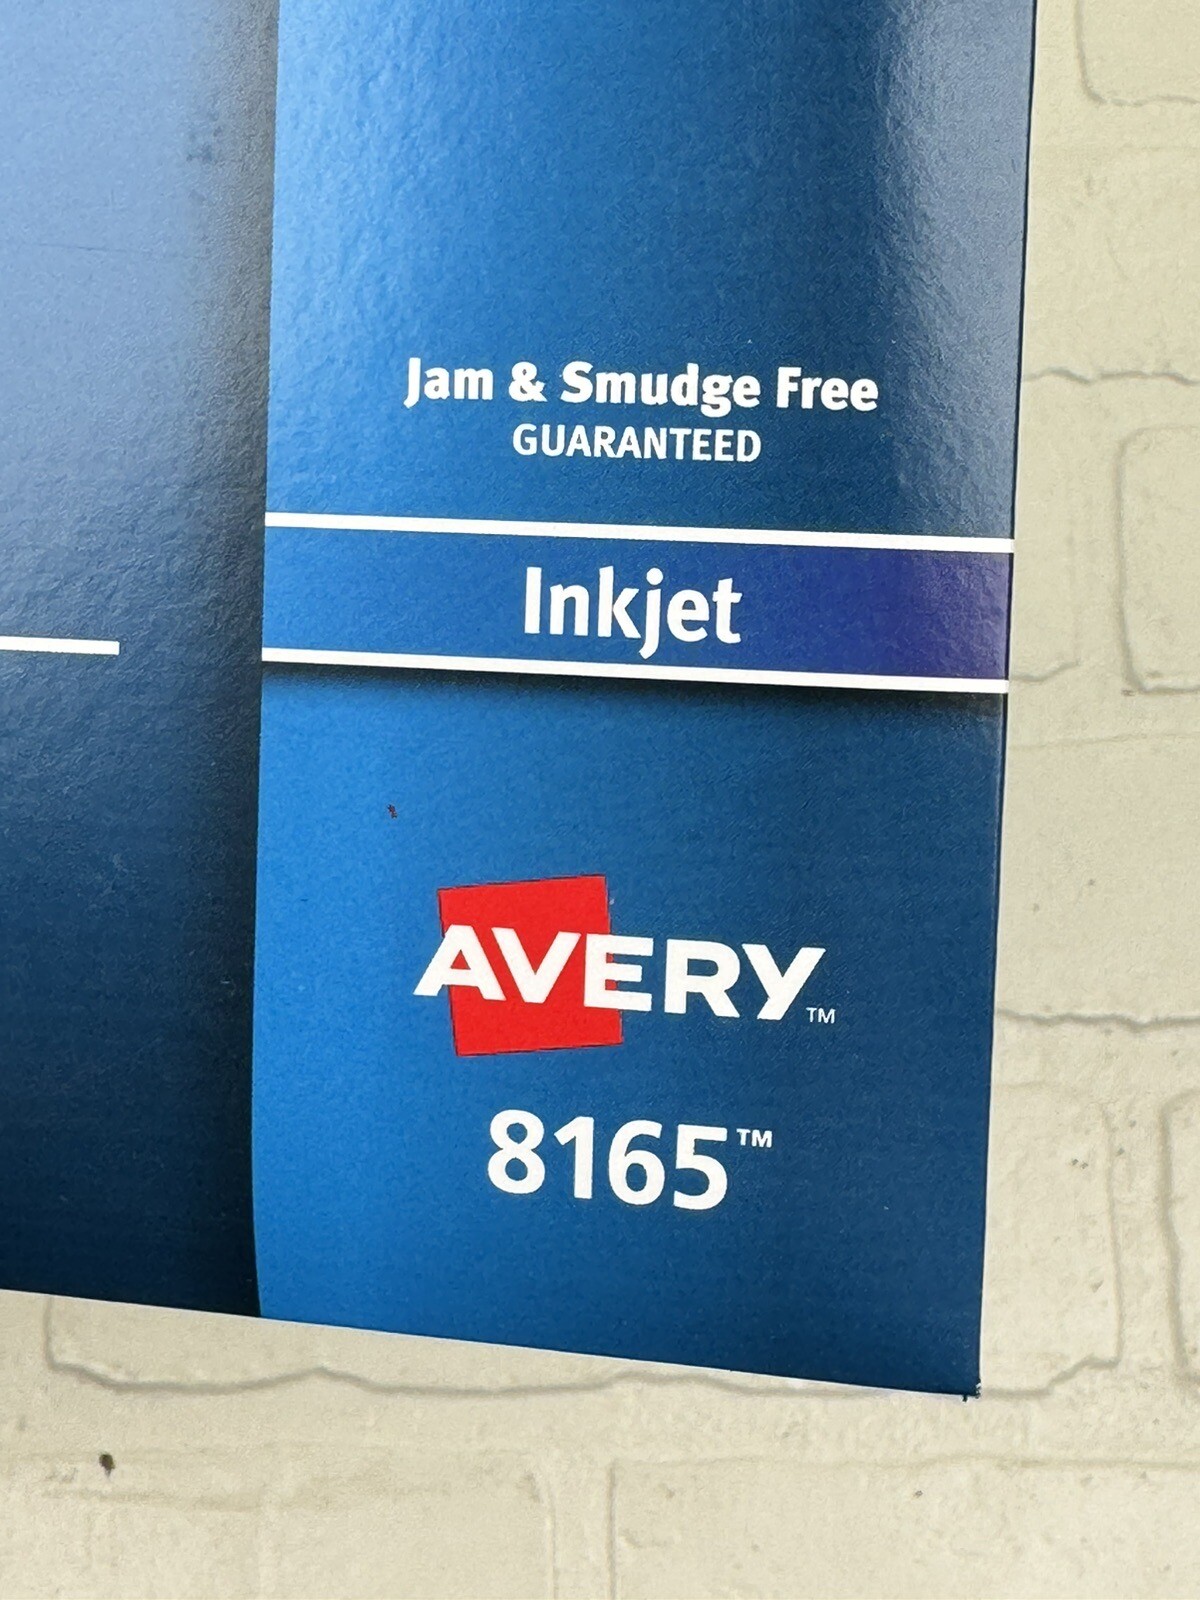 Jam & Smudge Free
GUARANTEED
Inkjet
AVERY™
8165™